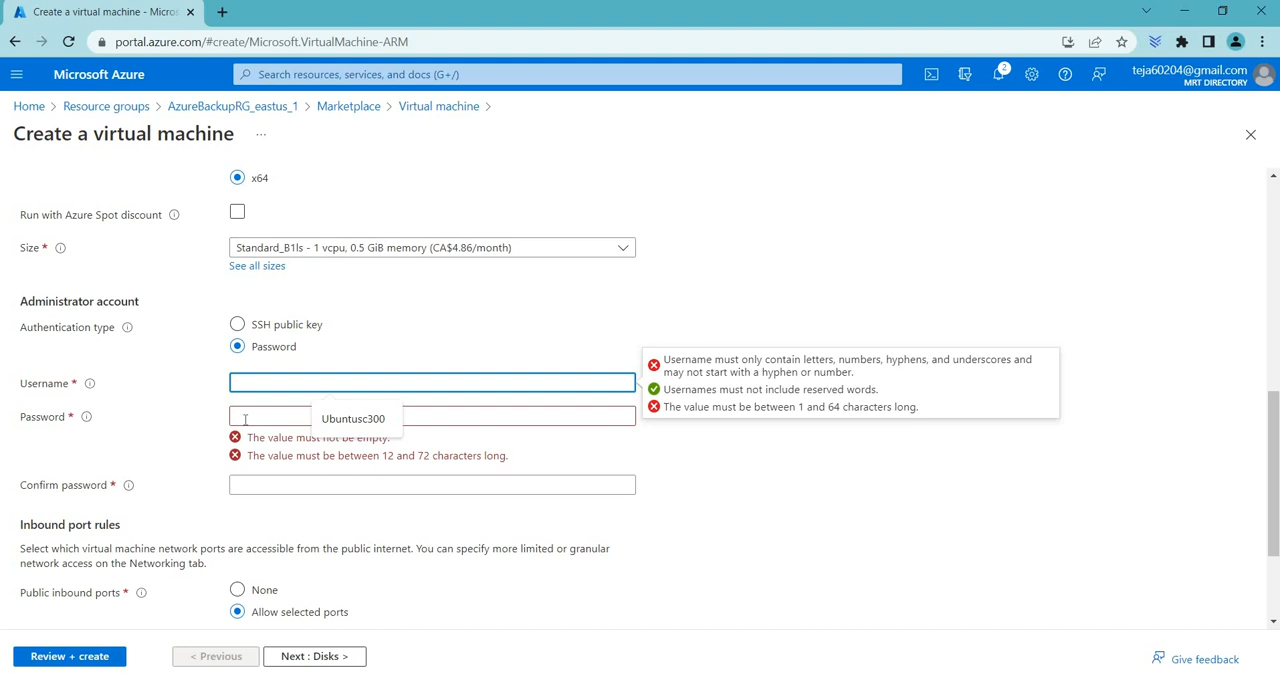 Create a virtual machine - Micros
portal.azure.com/#create/Microsoft.VirtualMachine-ARM
Microsoft Azure
Search resources, services, and docs (G+/)
2
teja60204@gmail.com
MRT DIRECTORY
Home > Resource groups > AzureBackupRG_eastus_1 > Marketplace > Virtual machine >
Create a virtual machine ...
x64
Run with Azure Spot discount
Size *
Standard_B1ls - 1 vcpu, 0.5 GiB memory (CA$4.86/month)
See all sizes
Administrator account
Authentication type
SSH public key
Password
Username *
Username must only contain letters, numbers, hyphens, and underscores and
may not start with a hyphen or number.
Usernames must not include reserved words.
The value must be between 1 and 64 characters long.
Password *
Ubuntusc300
The value must not be empty.
The value must be between 12 and 72 characters long.
Confirm password *
Inbound port rules
Select which virtual machine network ports are accessible from the public internet. You can specify more limited or granular
network access on the Networking tab.
Public inbound ports *
None
Allow selected ports
Review + create
< Previous
Next : Disks >
Give feedback